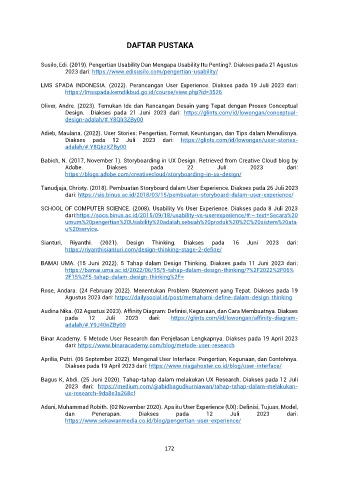 DAFTAR PUSTAKA
Susilo, Edi. (2019). Pengertian Usability Dan Mengapa Usability Itu Penting?. Diakses pada 21 Agustus
2023 dari: https://www.edisusilo.com/pengertian-usability/
LMS SPADA INDONESIA. (2022). Perancangan User Experience. Diakses pada 19 Juli 2023 dari:
https://lmsspada.kemdikbud.go.id/course/view.php?id=3526
Oliver, Andre. (2023). Temukan Ide dan Rancangan Desain yang Tepat dengan Proses Conceptual
Design. Diakses pada 21 Juni 2023 dari: https://glints.com/id/lowongan/conceptual-
design-adalah/#.Y8Qk3ZBy00
Adieb, Maulana. (2022). User Stories: Pengertian, Format, Keuntungan, dan Tips dalam Menulisnya.
Diakses pada 12 Juli 2023 dari: https://glints.com/id/lowongan/user-stories-
adalah/#.Y8QkzXZBy00
Babich, N. (2017, November 1). Storyboarding in UX Design. Retrieved from Creative Cloud blog by
Adobe. Diakses pada 22 Juli 2023 dari:
https://blogs.adobe.com/creativecloud/storyboarding-in-ux-design/
Tanudjaja, Christy. (2018). Pembuatan Storyboard dalam User Experience. Diakses pada 26 Juli 2023
dari: https://sis.binus.ac.id/2018/03/15/pembuatan-storyboard-dalam-user-experience/
SCHOOL OF COMPUTER SCIENCE. (2008). Usability Vs User Experience. Diakses pada 8 Juli 2023
dari:https://socs.binus.ac.id/2015/09/18/usability-vs-userexperience/#:~:text=Secara%20
umum%20pengertian%20Usability%20adalah,sebuah%20produk%20%2C%20sistem%20ata
u%20service.
Sianturi, Riyanthi. (2021). Design Thinking. Diakses pada 16 Juni 2023 dari:
https://riyanthisianturi.com/design-thinking-stage-2-define/
BAMAI UMA. (15 Juni 2022). 5 Tahap dalam Design Thinking. Diakses pada 11 Juni 2023 dari:
https://bamai.uma.ac.id/2022/06/15/5-tahap-dalam-design-thinking/?%2F2022%2F06%
2F15%2F5-tahap-dalam-design-thinking%2F=
Rose, Andara. (24 February 2022). Menentukan Problem Statement yang Tepat. Diakses pada 19
Agustus 2023 dari: https://dailysocial.id/post/memahami-define-dalam-design-thinking
Audina Nika. (02 Agustus 2023). Affinity Diagram: Definisi, Kegunaan, dan Cara Membuatnya. Diakses
pada 12 Juli 2023 dari: https://glints.com/id/lowongan/affinity-diagram-
adalah/#.Y9J40nZBy00
Binar Academy. 5 Metode User Research dan Penjelasan Lengkapnya. Diakses pada 19 April 2023
dari: https://www.binaracademy.com/blog/metode-user-research
Aprilia, Putri. (06 September 2022). Mengenal User Interface: Pengertian, Kegunaan, dan Contohnya.
Diakses pada 19 April 2023 dari: https://www.niagahoster.co.id/blog/user-interface/
Bagus K, Abdi. (25 Juni 2020). Tahap-tahap dalam melakukan UX Research. Diakses pada 12 Juli
2023 dari: https://medium.com/@abidbagudkurniawan/tahap-tahap-dalam-melakukan-
ux-research-9da8e3a268cf
Adani, Muhammad Robith. (02 November 2020). Apa itu User Experience (UX): Definisi, Tujuan, Model,
dan Penerapan. Diakses pada 12 Juli 2023 dari:
https://www.sekawanmedia.co.id/blog/pengertian-user-experience/
172